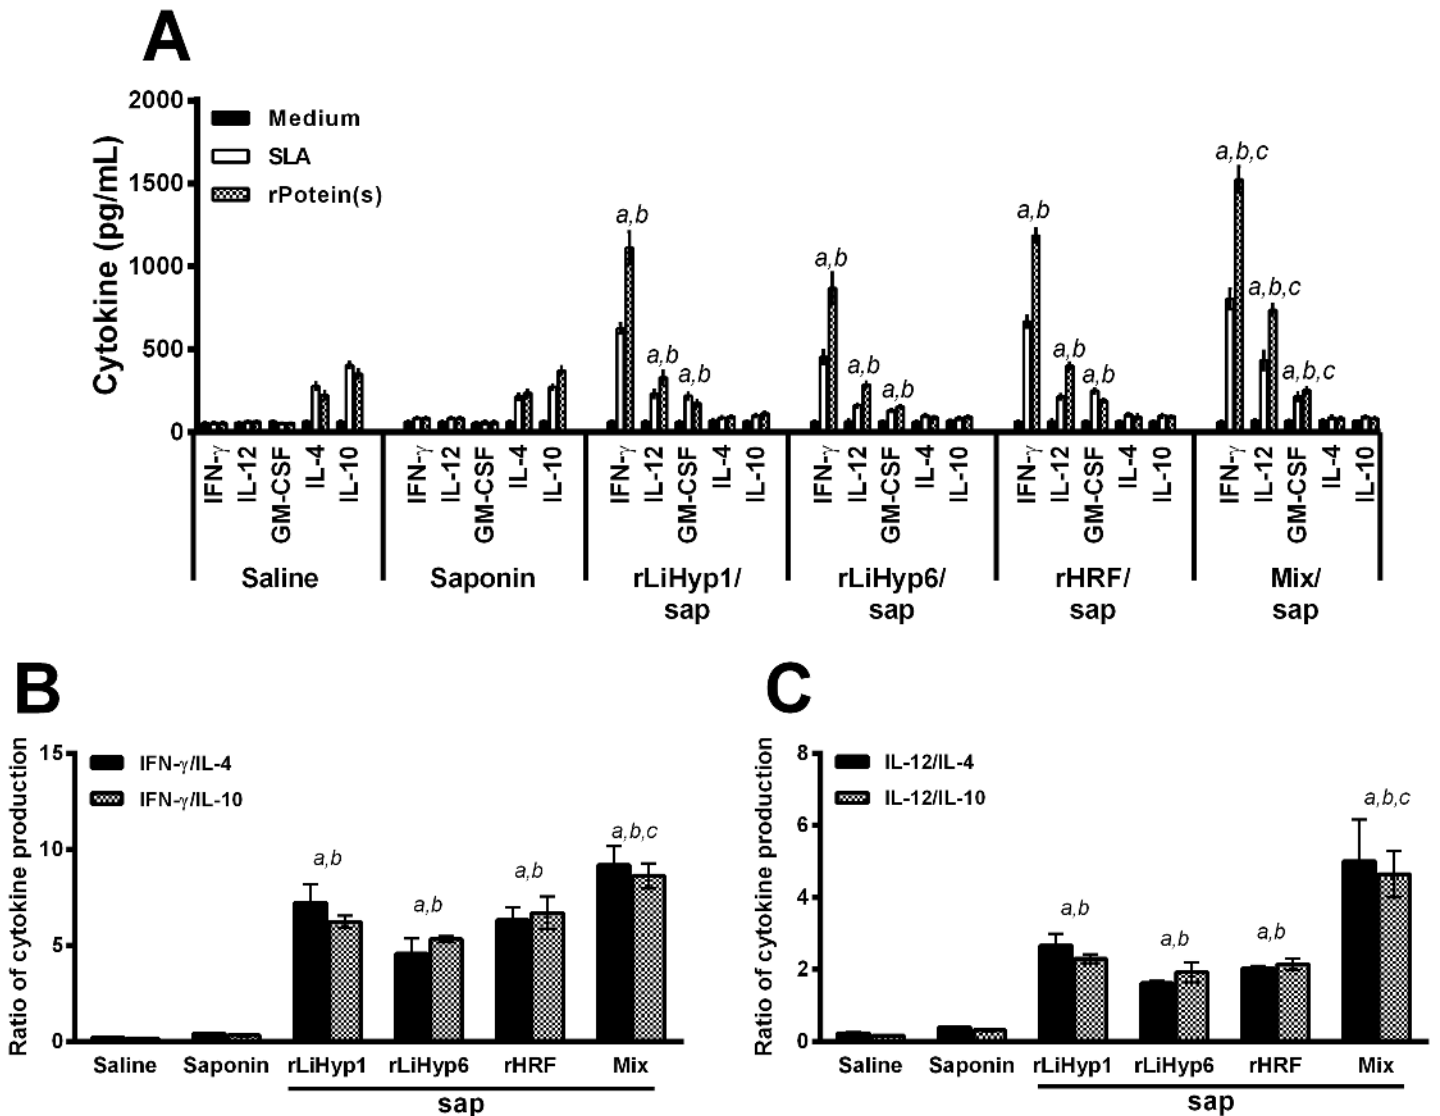 A
Cytokine (pg/mL)
2000
1500
1000
500
0
Medium
SLA
rPotein(s)
a,b
a,b
a,b
a,b
a,b
a,b
a,b
a,b
a,b
a,b,c
a,b,c
a,b,c
IFN-γ IL-12 GM-CSF IL-4 IL-10 IFN-γ IL-12 GM-CSF IL-4 IL-10 IFN-γ IL-12 GM-CSF IL-4 IL-10 IFN-γ IL-12 GM-CSF IL-4 IL-10 IFN-γ IL-12 GM-CSF IL-4 IL-10 IFN-γ IL-12 GM-CSF IL-4 IL-10
Saline Saponin rLiHyp1/ rLiHyp6/ rHRF/ Mix/
sap sap sap sap
B
Ratio of cytokine production
15
10
5
0
IFN-γ/IL-4
IFN-γ/IL-10
a,b
a,b
a,b
a,b,c
Saline Saponin rLiHyp1 rLiHyp6 rHRF Mix
sap
C
Ratio of cytokine production
8
6
4
2
0
IL-12/IL-4
IL-12/IL-10
a,b
a,b
a,b
a,b,c
Saline Saponin rLiHyp1 rLiHyp6 rHRF Mix
sap